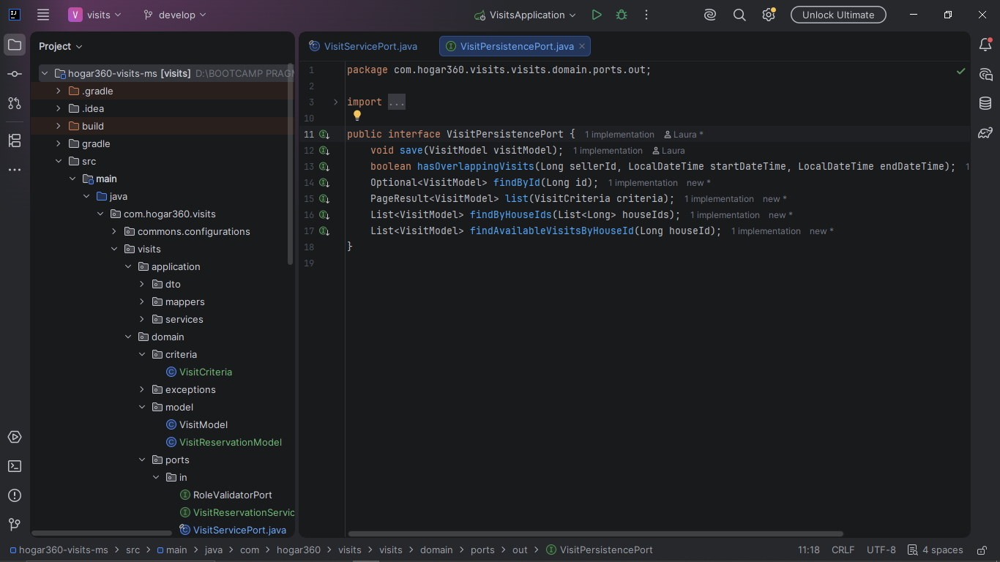 V visits develop VisitsApplication Unlock Ultimate
Project
hogar360-visits-ms [visits] D:\BOOTCAMP PRAGM
.gradle
.idea
build
gradle
src
main
java
com.hogar360.visits
commons.configurations
visits
application
dto
mappers
services
domain
criteria
VisitCriteria
exceptions
model
VisitModel
VisitReservationModel
ports
in
RoleValidatorPort
VisitReservationServic
VisitServicePort.java
VisitServicePort.java VisitPersistencePort.java
1 package com.hogar360.visits.visits.domain.ports.out;
2
3 import ...
10
11 public interface VisitPersistencePort { 1 implementation Laura *
12 void save(VisitModel visitModel); 1 implementation Laura
13 boolean hasOverlappingVisits(Long sellerId, LocalDateTime startDateTime, LocalDateTime endDateTime); 1
14 Optional<VisitModel> findById(Long id); 1 implementation new *
15 PageResult<VisitModel> list(VisitCriteria criteria); 1 implementation new *
16 List<VisitModel> findByHouseIds(List<Long> houseIds); 1 implementation new *
17 List<VisitModel> findAvailableVisitsByHouseId(Long houseId); 1 implementation new *
18 }
19
hogar360-visits-ms > src > main > java > com > hogar360 > visits > visits > domain > ports > out > VisitPersistencePort 11:18 CRLF UTF-8 4 spaces